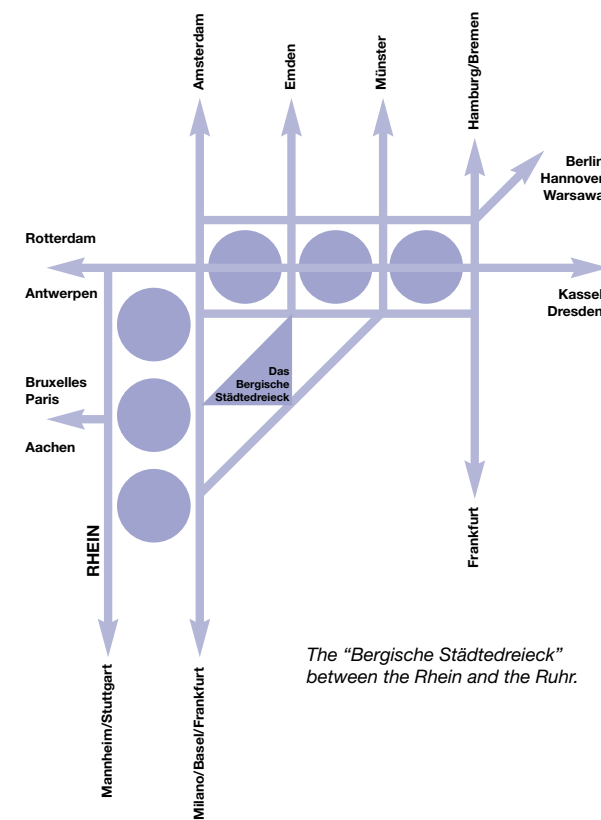 Amsterdam
Emden
Münster
Hamburg/Bremen
Berlin
Hannover
Warsawa
Rotterdam
Antwerpen
Kassel
Dresden
Das
Bergische
Städtedreieck
Bruxelles
Paris
Aachen
RHEIN
Frankfurt
The “Bergische Städtedreieck”
between the Rhein and the Ruhr.
Mannheim/Stuttgart
Milano/Basel/Frankfurt